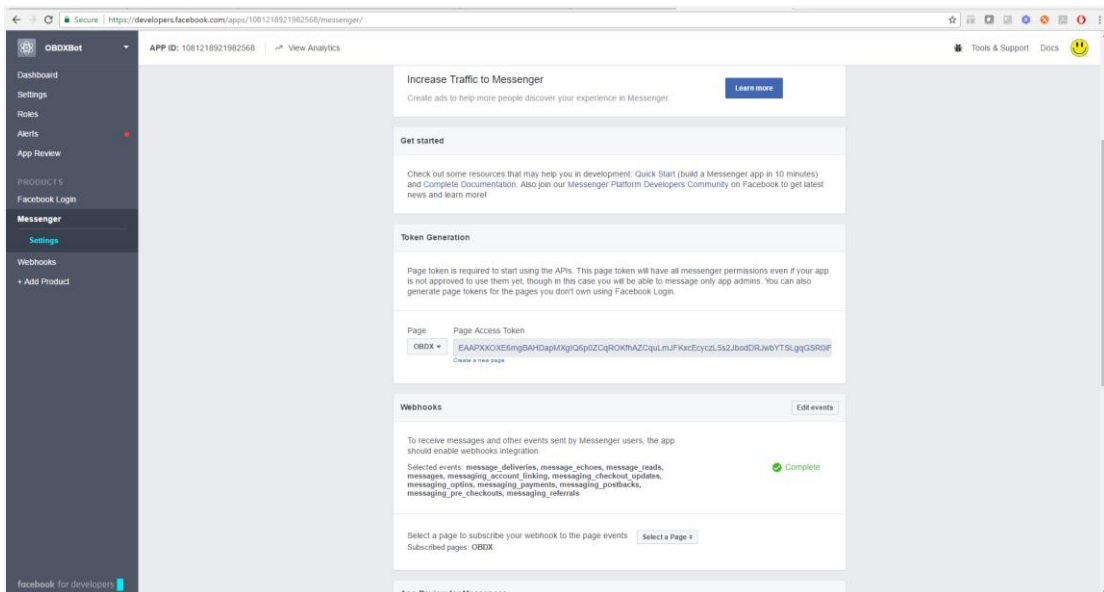 Secure | https://developers.facebook.com/apps/1081218921982568/messenger/
OBDXBot
APP ID: 1081218921982568
View Analytics
Tools & Support
Docs
Dashboard
Settings
Roles
Alerts
App Review
PRODUCTS
Facebook Login
Messenger
Settings
Webhooks
+ Add Product
facebook for developers
Increase Traffic to Messenger
Create ads to help more people discover your experience in Messenger
Learn more
Get started
Check out some resources that may help you in development: Quick Start (build a Messenger app in 10 minutes)
and Complete Documentation. Also join our Messenger Platform Developers Community on Facebook to get latest
news and learn more!
Token Generation
Page token is required to start using the APIs. This page token will have all messenger permissions even if your app
is not approved to use them yet, though in this case you will be able to message only app admins. You can also
generate page tokens for the pages you don't own using Facebook Login.
Page
Page Access Token
OBDX
Create a new page
Webhooks
Edit events
To receive messages and other events sent by Messenger users, the app
should enable webhooks integration.
Selected events: message_deliveries, message_echoes, message_reads,
messages, messaging_account_linking, messaging_checkout_updates,
messaging_optins, messaging_payments, messaging_postbacks,
messaging_pre_checkouts, messaging_referrals
Complete
Select a page to subscribe your webhook to the page events
Select a Page
Subscribed pages: OBDX